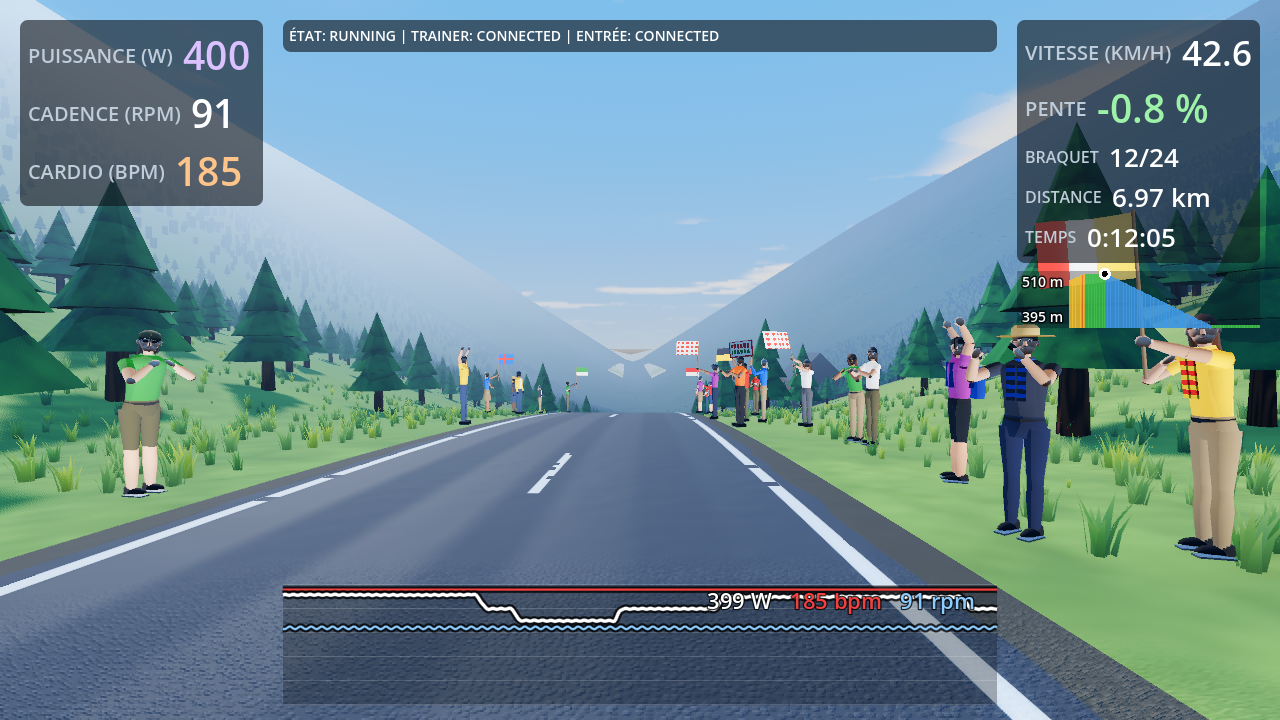 PUISSANCE (W) 400
CADENCE (RPM) 91
CARDIO (BPM) 185
ÉTAT: RUNNING | TRAINER: CONNECTED | ENTRÉE: CONNECTED
VITESSE (KM/H) 42.6
PENTE -0.8 %
BRAQUET 12/24
DISTANCE 6.97 km
TEMPS 0:12:05
510 m
395 m
399 W 185 bpm 91 rpm